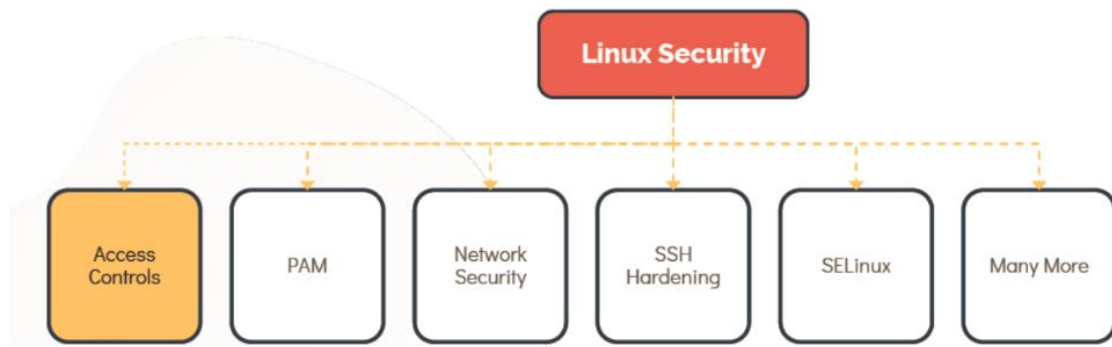 Linux Security
Access
Controls
PAM
Network
Security
SSH
Hardening
SELinux
Many More